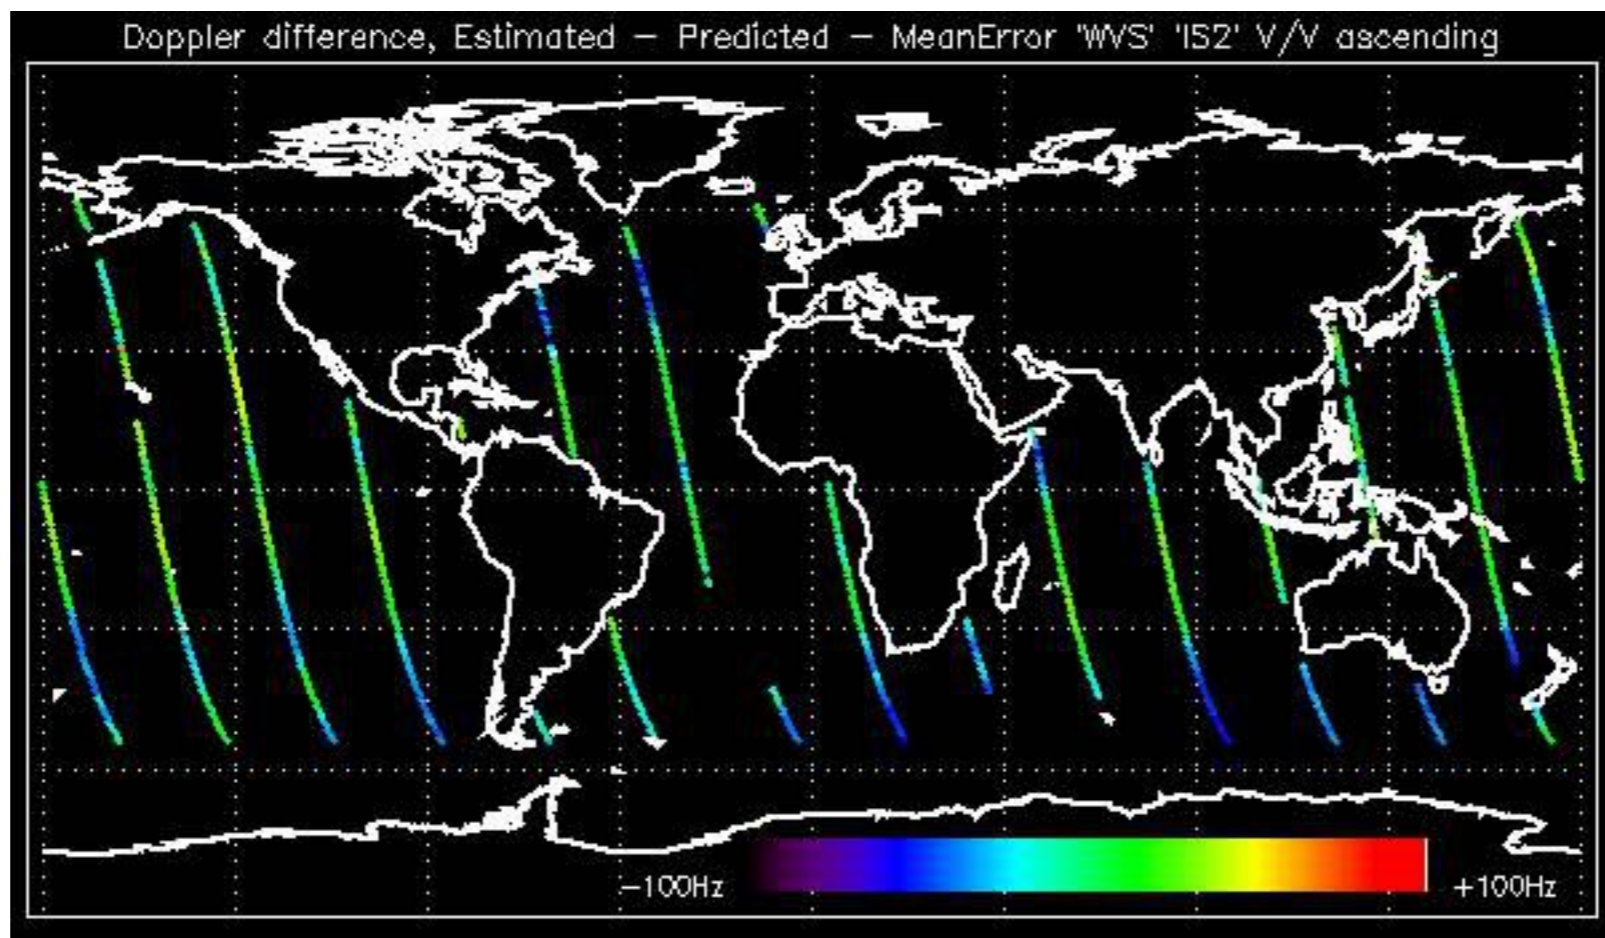 Doppler difference, Estimated − Predicted − MeanError 'WVS' 'IS2' V/V ascending
−100Hz +100Hz